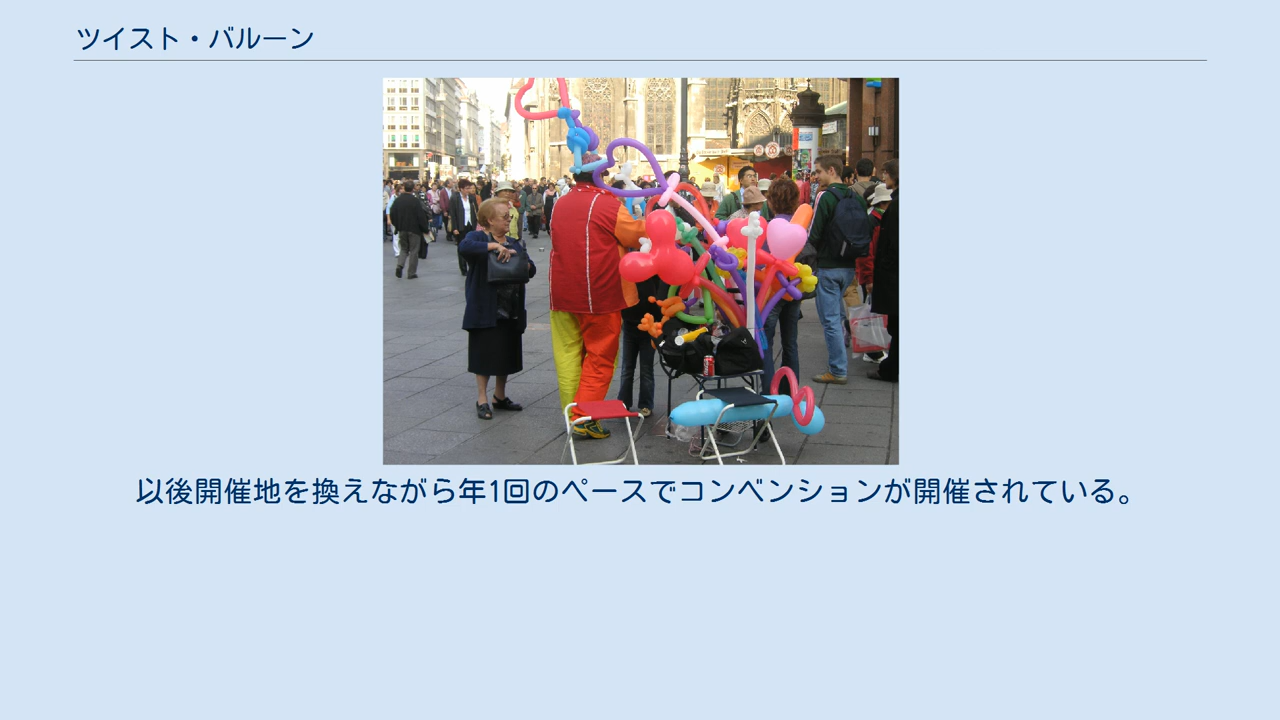 ツイスト・バルーン
以後開催地を換えながら年1回のペースでコンベンションが開催されている。